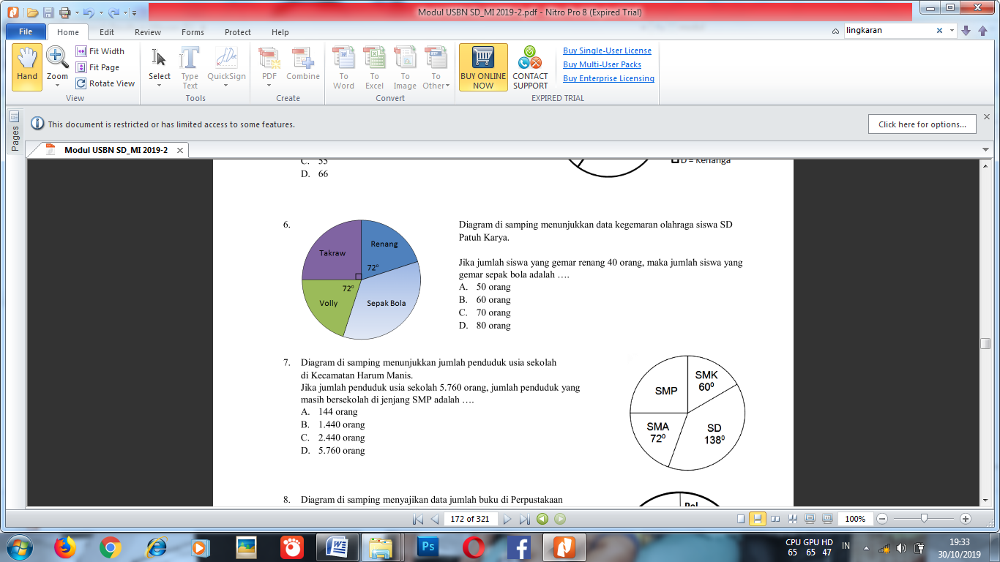 Modul USBN SD_MI 2019-2.pdf - Nitro Pro 8 (Expired Trial)
File Home Edit Review Forms Protect Help
lingkaran
Hand
Zoom
Fit Width
Fit Page
Rotate View
View
Select
Type Text
QuickSign
Tools
PDF
Combine
Create
To Word
To Excel
To Image
To Other
Convert
BUY ONLINE NOW
CONTACT SUPPORT
Buy Single-User License
Buy Multi-User Packs
Buy Enterprise Licensing
EXPIRED TRIAL
Pages
This document is restricted or has limited access to some features.
Click here for options...
Modul USBN SD_MI 2019-2
C. 55
D. 66
D = Kenanga
6.
Takraw
Renang
72⁰
72⁰
Volly
Sepak Bola
Diagram di samping menunjukkan data kegemaran olahraga siswa SD
Patuh Karya.
Jika jumlah siswa yang gemar renang 40 orang, maka jumlah siswa yang
gemar sepak bola adalah ….
A. 50 orang
B. 60 orang
C. 70 orang
D. 80 orang
7. Diagram di samping menunjukkan jumlah penduduk usia sekolah
di Kecamatan Harum Manis.
Jika jumlah penduduk usia sekolah 5.760 orang, jumlah penduduk yang
masih bersekolah di jenjang SMP adalah ….
A. 144 orang
B. 1.440 orang
C. 2.440 orang
D. 5.760 orang
SMP
SMK
60⁰
SMA
72⁰
SD
138⁰
8. Diagram di samping menyajikan data jumlah buku di Perpustakaan
172 of 321
100%
CPU GPU HD
65 65 47
IN
19:33
30/10/2019